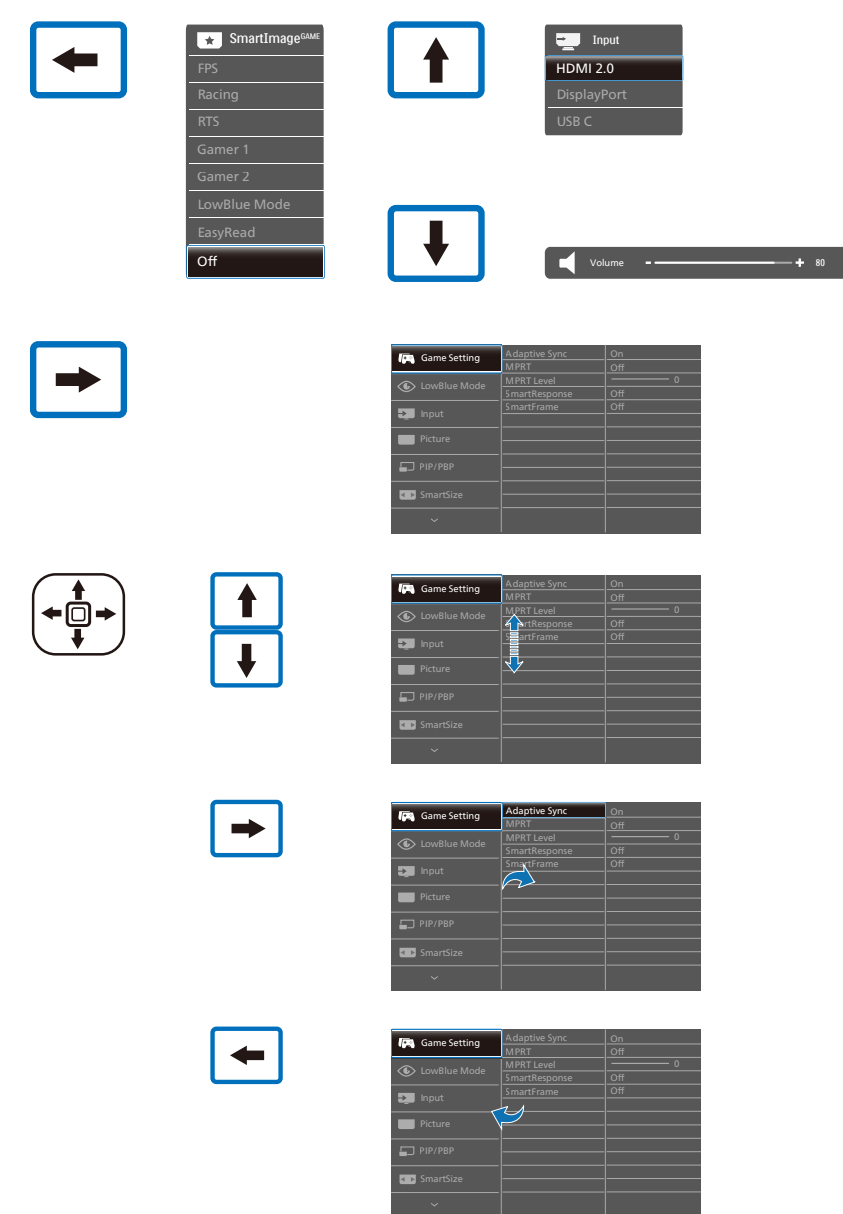 SmartImageGAME
FPS
Racing
RTS
Gamer 1
Gamer 2
LowBlue Mode
EasyRead
Off
Input
HDMI 2.0
DisplayPort
USB C
Volume 80
Game Setting
LowBlue Mode
Input
Picture
PIP/PBP
SmartSize
Adaptive Sync On
MPRT Off
MPRT Level 0
SmartResponse Off
SmartFrame Off
Game Setting
LowBlue Mode
Input
Picture
PIP/PBP
SmartSize
Adaptive Sync On
MPRT Off
MPRT Level 0
SmartResponse Off
SmartFrame Off
Game Setting
LowBlue Mode
Input
Picture
PIP/PBP
SmartSize
Adaptive Sync On
MPRT Off
MPRT Level 0
SmartResponse Off
SmartFrame Off
Game Setting
LowBlue Mode
Input
Picture
PIP/PBP
SmartSize
Adaptive Sync On
MPRT Off
MPRT Level 0
SmartResponse Off
SmartFrame Off